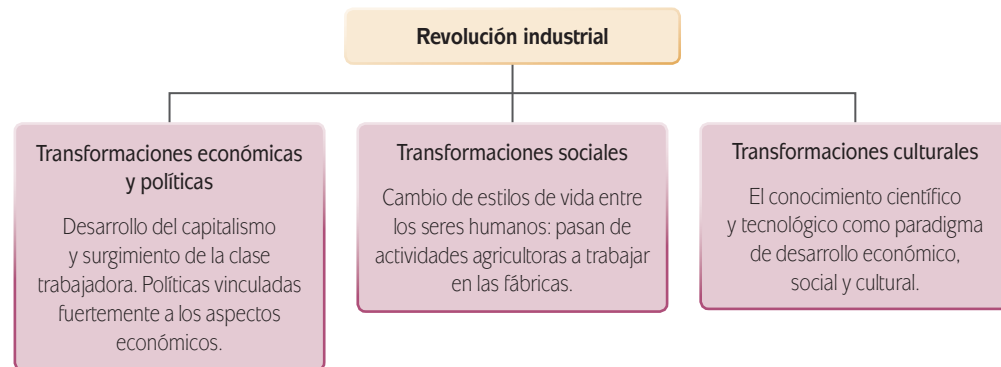 Revolución industrial
Transformaciones económicas
y políticas
Desarrollo del capitalismo
y surgimiento de la clase
trabajadora. Políticas vinculadas
fuertemente a los aspectos
económicos.
Transformaciones sociales
Cambio de estilos de vida entre
los seres humanos: pasan de
actividades agricultoras a trabajar
en las fábricas.
Transformaciones culturales
El conocimiento científico
y tecnológico como paradigma
de desarrollo económico,
social y cultural.